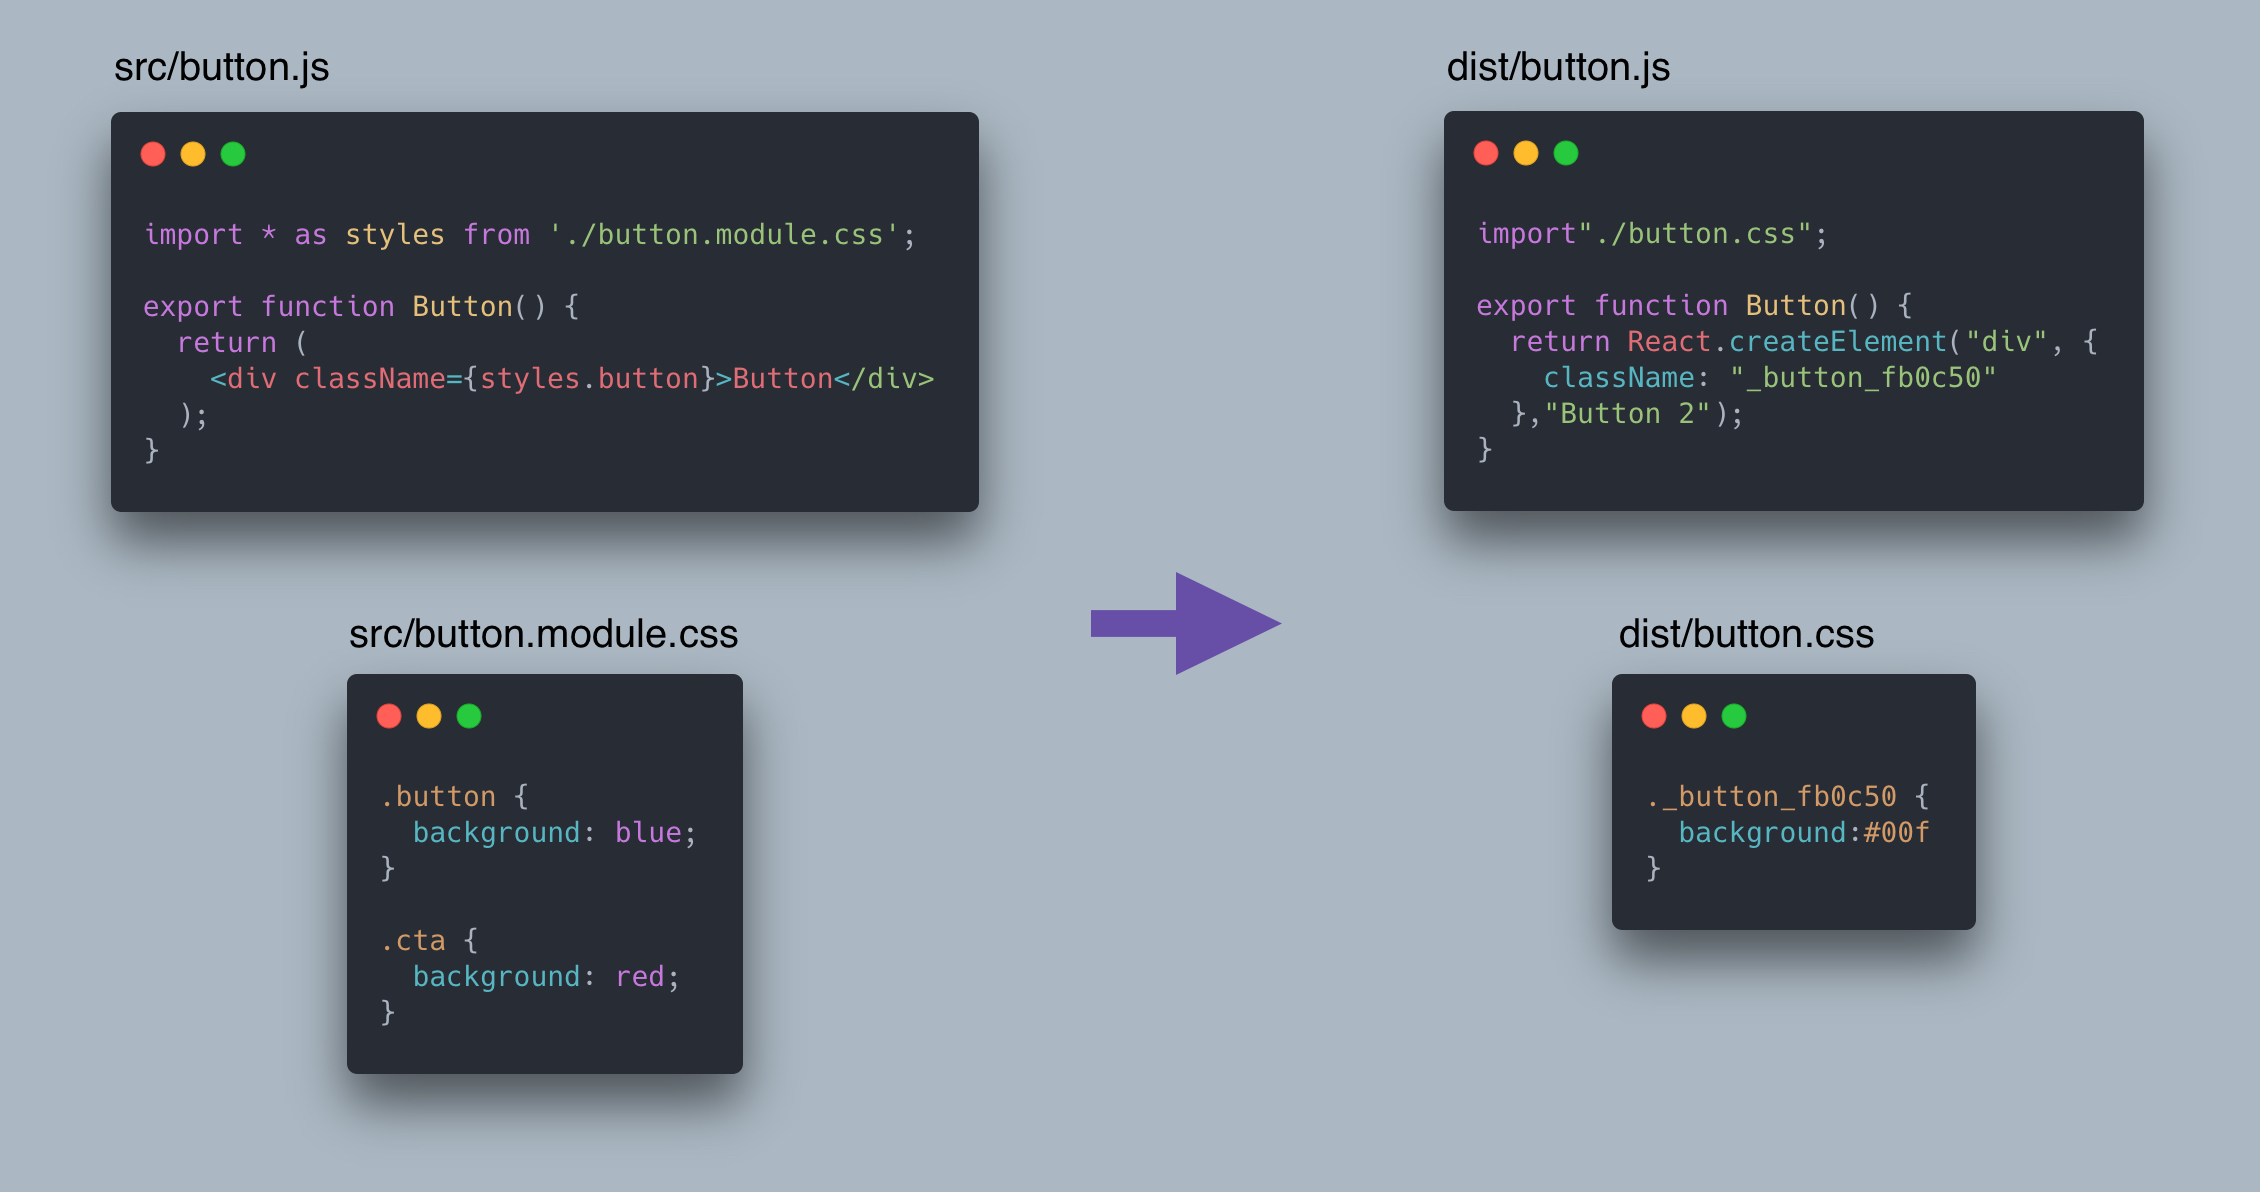 src/button.js
import * as styles from './button.module.css';
export function Button() {
  return (
    <div className={styles.button}>Button</div>
  );
}
src/button.module.css
.button {
  background: blue;
}
.cta {
  background: red;
}
dist/button.js
import"./button.css";
export function Button() {
  return React.createElement("div", {
    className: "_button_fb0c50"
  },"Button 2");
}
dist/button.css
._button_fb0c50 {
  background:#00f
}